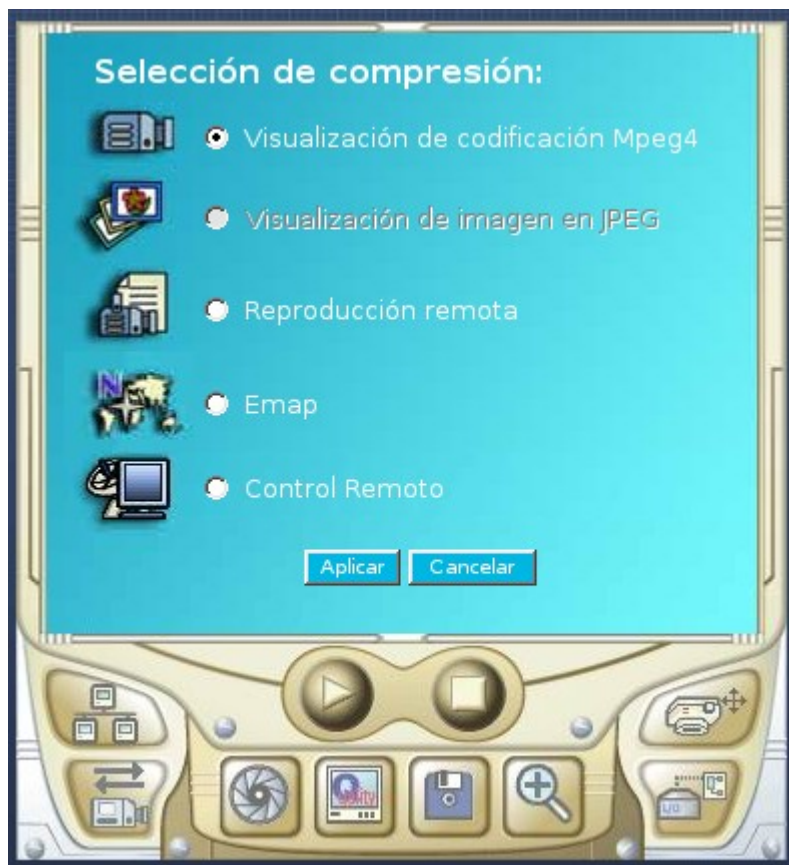 Selección de compresión:
Visualización de codificación Mpeg4
Visualización de imagen en JPEG
Reproducción remota
N
Emap
Control Remoto
Aplicar Cancelar
Quality
I/O